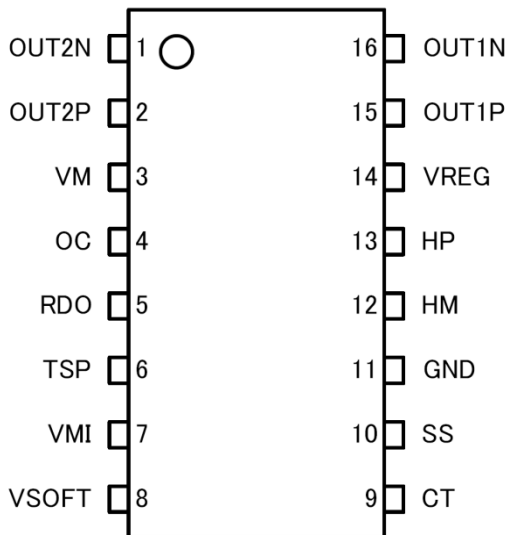 OUT2N 1 16 OUT1N
OUT2P 2 15 OUT1P
VM 3 14 VREG
OC 4 13 HP
RDO 5 12 HM
TSP 6 11 GND
VMI 7 10 SS
VSOFT 8 9 CT